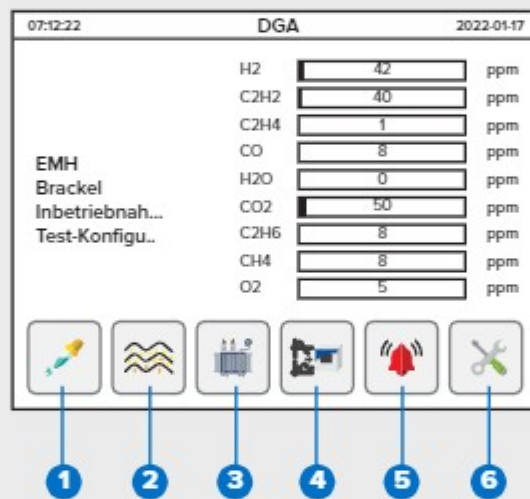 07:12:22 DGA 2022-01-17
H2 42 ppm
C2H2 40 ppm
C2H4 1 ppm
CO 8 ppm
H2O 0 ppm
CO2 50 ppm
C2H6 8 ppm
CH4 8 ppm
O2 5 ppm
EMH
Brackel
Inbetriebnah...
Test-Konfigu..
1 2 3 4 5 6